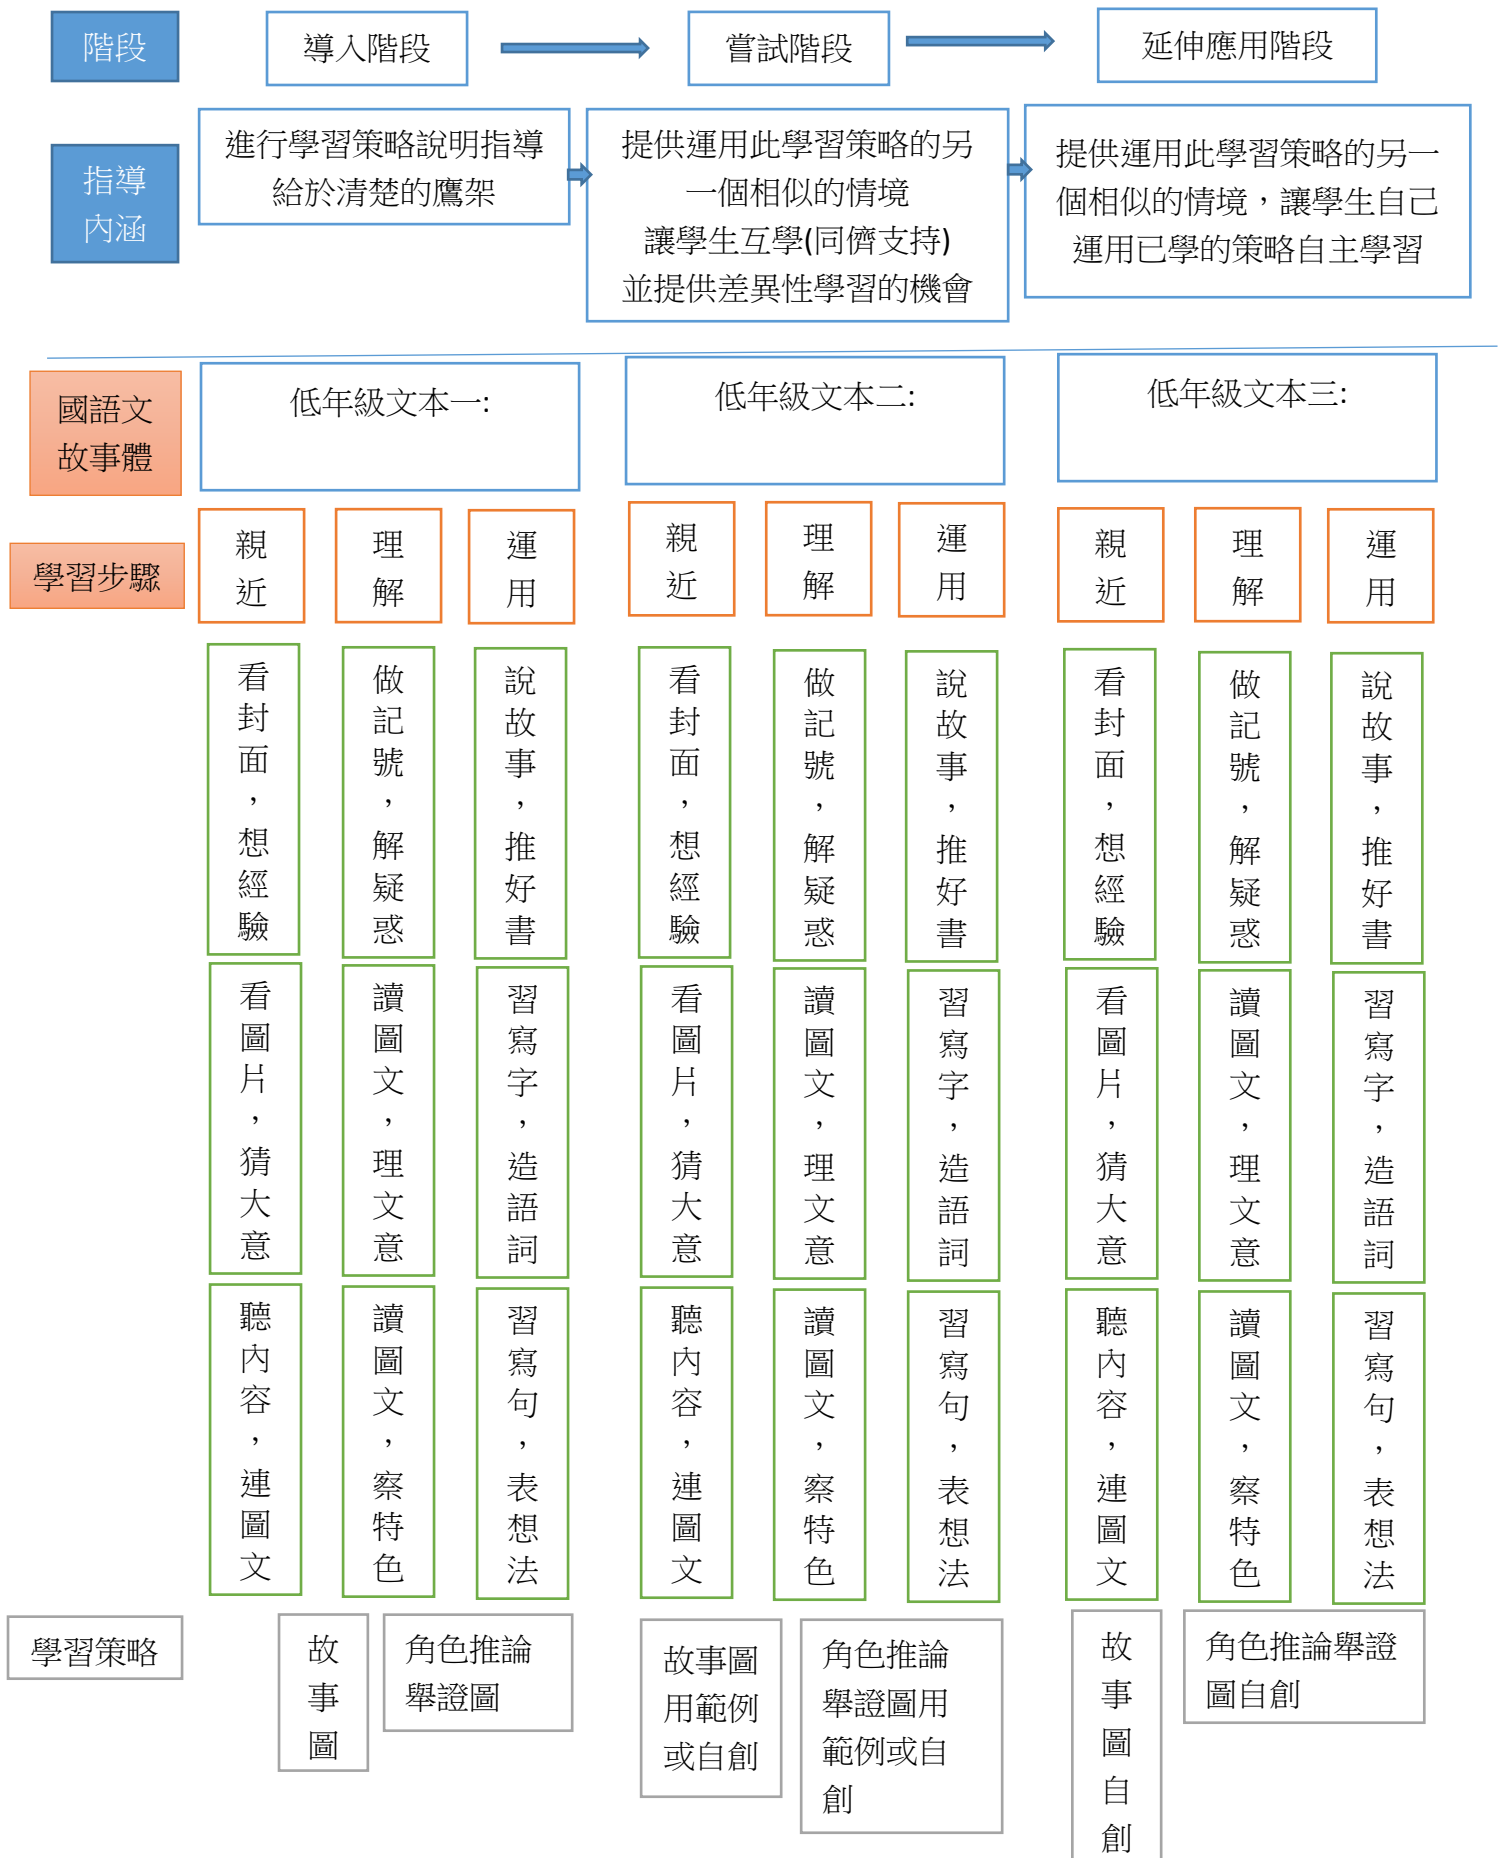 階段
導入階段
嘗試階段
延伸應用階段
指導
內涵
進行學習策略說明指導
給於清楚的鷹架
提供運用此學習策略的另
一個相似的情境
讓學生互學(同儕支持)
並提供差異性學習的機會
提供運用此學習策略的另一
個相似的情境，讓學生自己
運用已學的策略自主學習
國語文
故事體
低年級文本一:
低年級文本二:
低年級文本三:
學習步驟
親近
理解
運用
親近
理解
運用
親近
理解
運用
看封面，想經驗
做記號，解疑惑
說故事，推好書
看封面，想經驗
做記號，解疑惑
說故事，推好書
看封面，想經驗
做記號，解疑惑
說故事，推好書
看圖片，猜大意
讀圖文，理文意
習寫字，造語詞
看圖片，猜大意
讀圖文，理文意
習寫字，造語詞
看圖片，猜大意
讀圖文，理文意
習寫字，造語詞
聽內容，連圖文
讀圖文，察特色
習寫句，表想法
聽內容，連圖文
讀圖文，察特色
習寫句，表想法
聽內容，連圖文
讀圖文，察特色
習寫句，表想法
學習策略
故事圖
角色推論
舉證圖
故事圖
用範例
或自創
角色推論
舉證圖用
範例或自
創
故事圖自創
角色推論舉證
圖自創